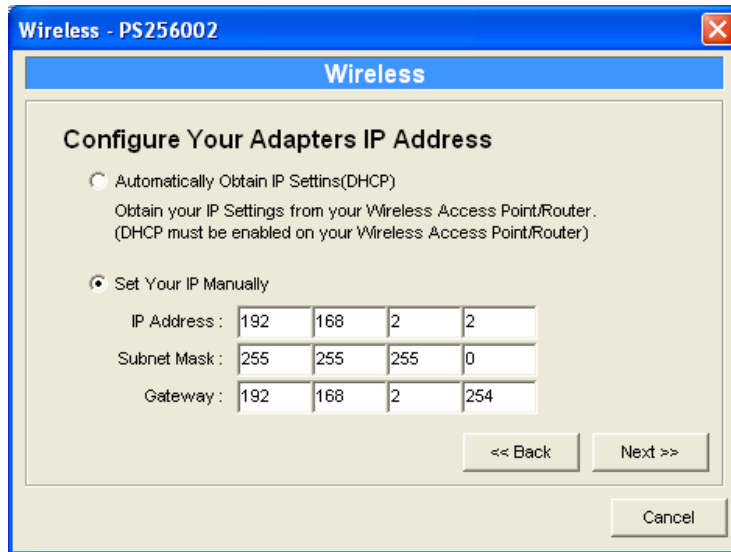 Wireless - PS256002
Wireless
Configure Your Adapters IP Address
Automatically Obtain IP Settins(DHCP)
Obtain your IP Settings from your Wireless Access Point/Router.
(DHCP must be enabled on your Wireless Access Point/Router)
Set Your IP Manually
IP Address : 192 168 2 2
Subnet Mask : 255 255 255 0
Gateway : 192 168 2 254
<< Back Next >>
Cancel